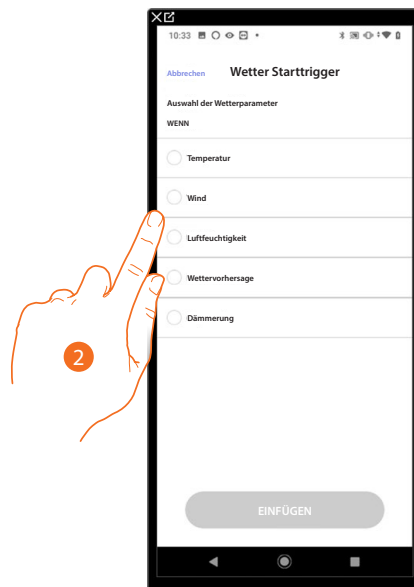 10:33
Abbrechen Wetter Starttrigger
Auswahl der Wetterparameter
WENN
Temperatur
Wind
Luftfeuchtigkeit
Wettervorhersage
Dämmerung
2
EINFÜGEN